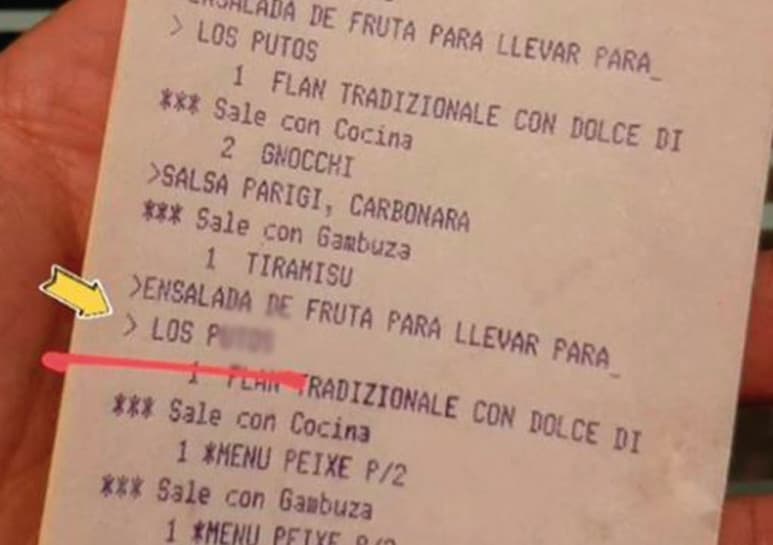 ENSALADA DE FRUTA PARA LLEVAR PARA_
> LOS PUTOS
1 FLAN TRADIZIONALE CON DOLCE DI
*** Sale con Cocina
2 GNOCCHI
>SALSA PARIGI, CARBONARA
*** Sale con Gambuza
1 TIRAMISU
>ENSALADA DE FRUTA PARA LLEVAR PARA_
> LOS P
1 FLAN TRADIZIONALE CON DOLCE DI
*** Sale con Cocina
1 *MENU PEIXE P/2
*** Sale con Gambuza
1 *MENU PEIXE P/2